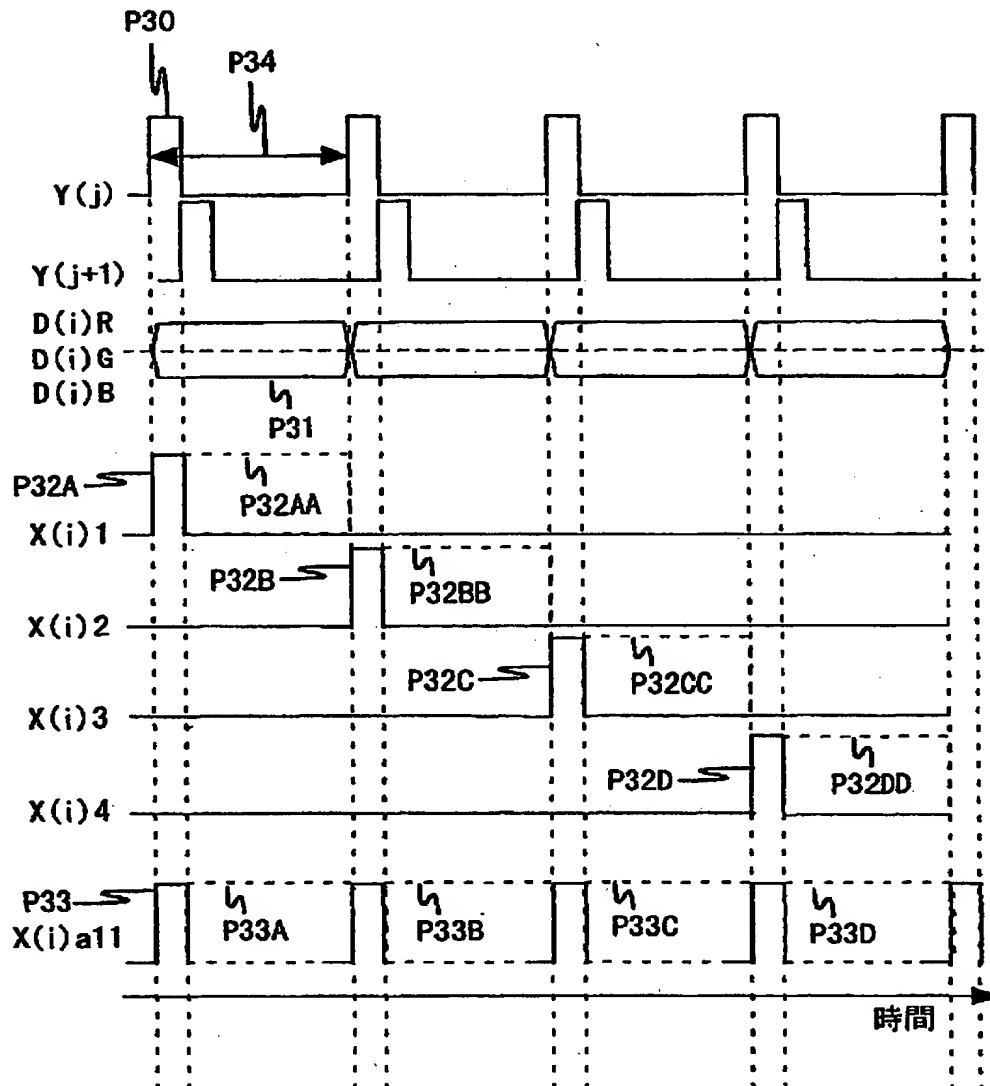 P30
P34
Y(j)
Y(j+1)
D(i)R
D(i)G
D(i)B
P31
P32A
P32AA
X(i)1
P32B
P32BB
X(i)2
P32C
P32CC
X(i)3
P32D
P32DD
X(i)4
P33
P33A
P33B
P33C
P33D
X(i)all
時間